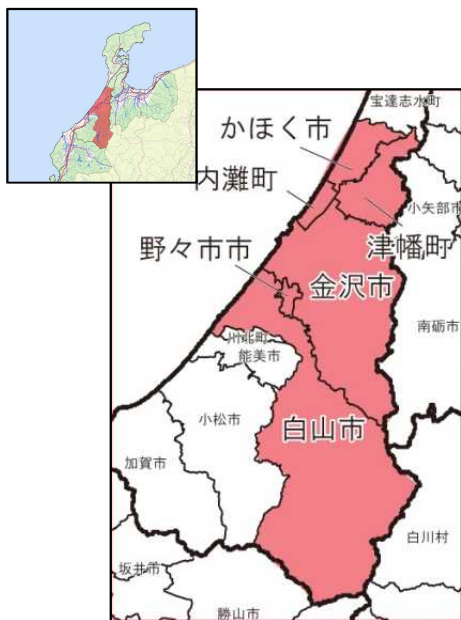 宝達志水町
かほく市
内灘町
小矢部市
津幡町
野々市市
金沢市
南砺市
川北町
能美市
小松市
白山市
加賀市
白川村
坂井市
勝山市